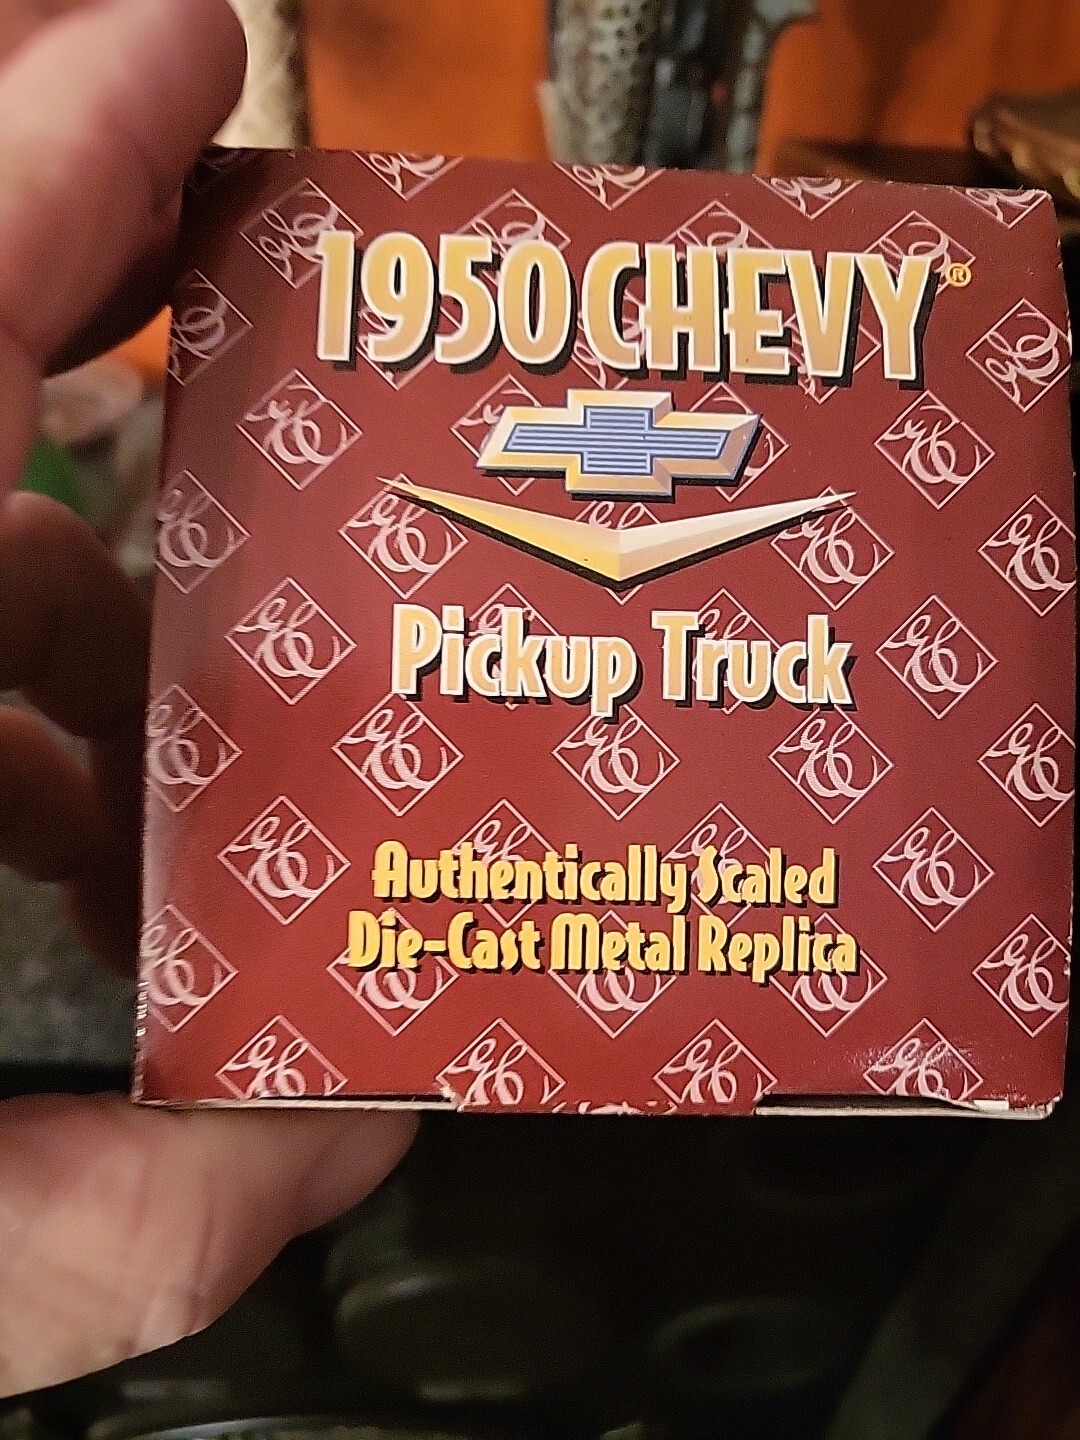 1950 CHEVY®
Pickup Truck
Authentically Scaled
Die-Cast Metal Replica